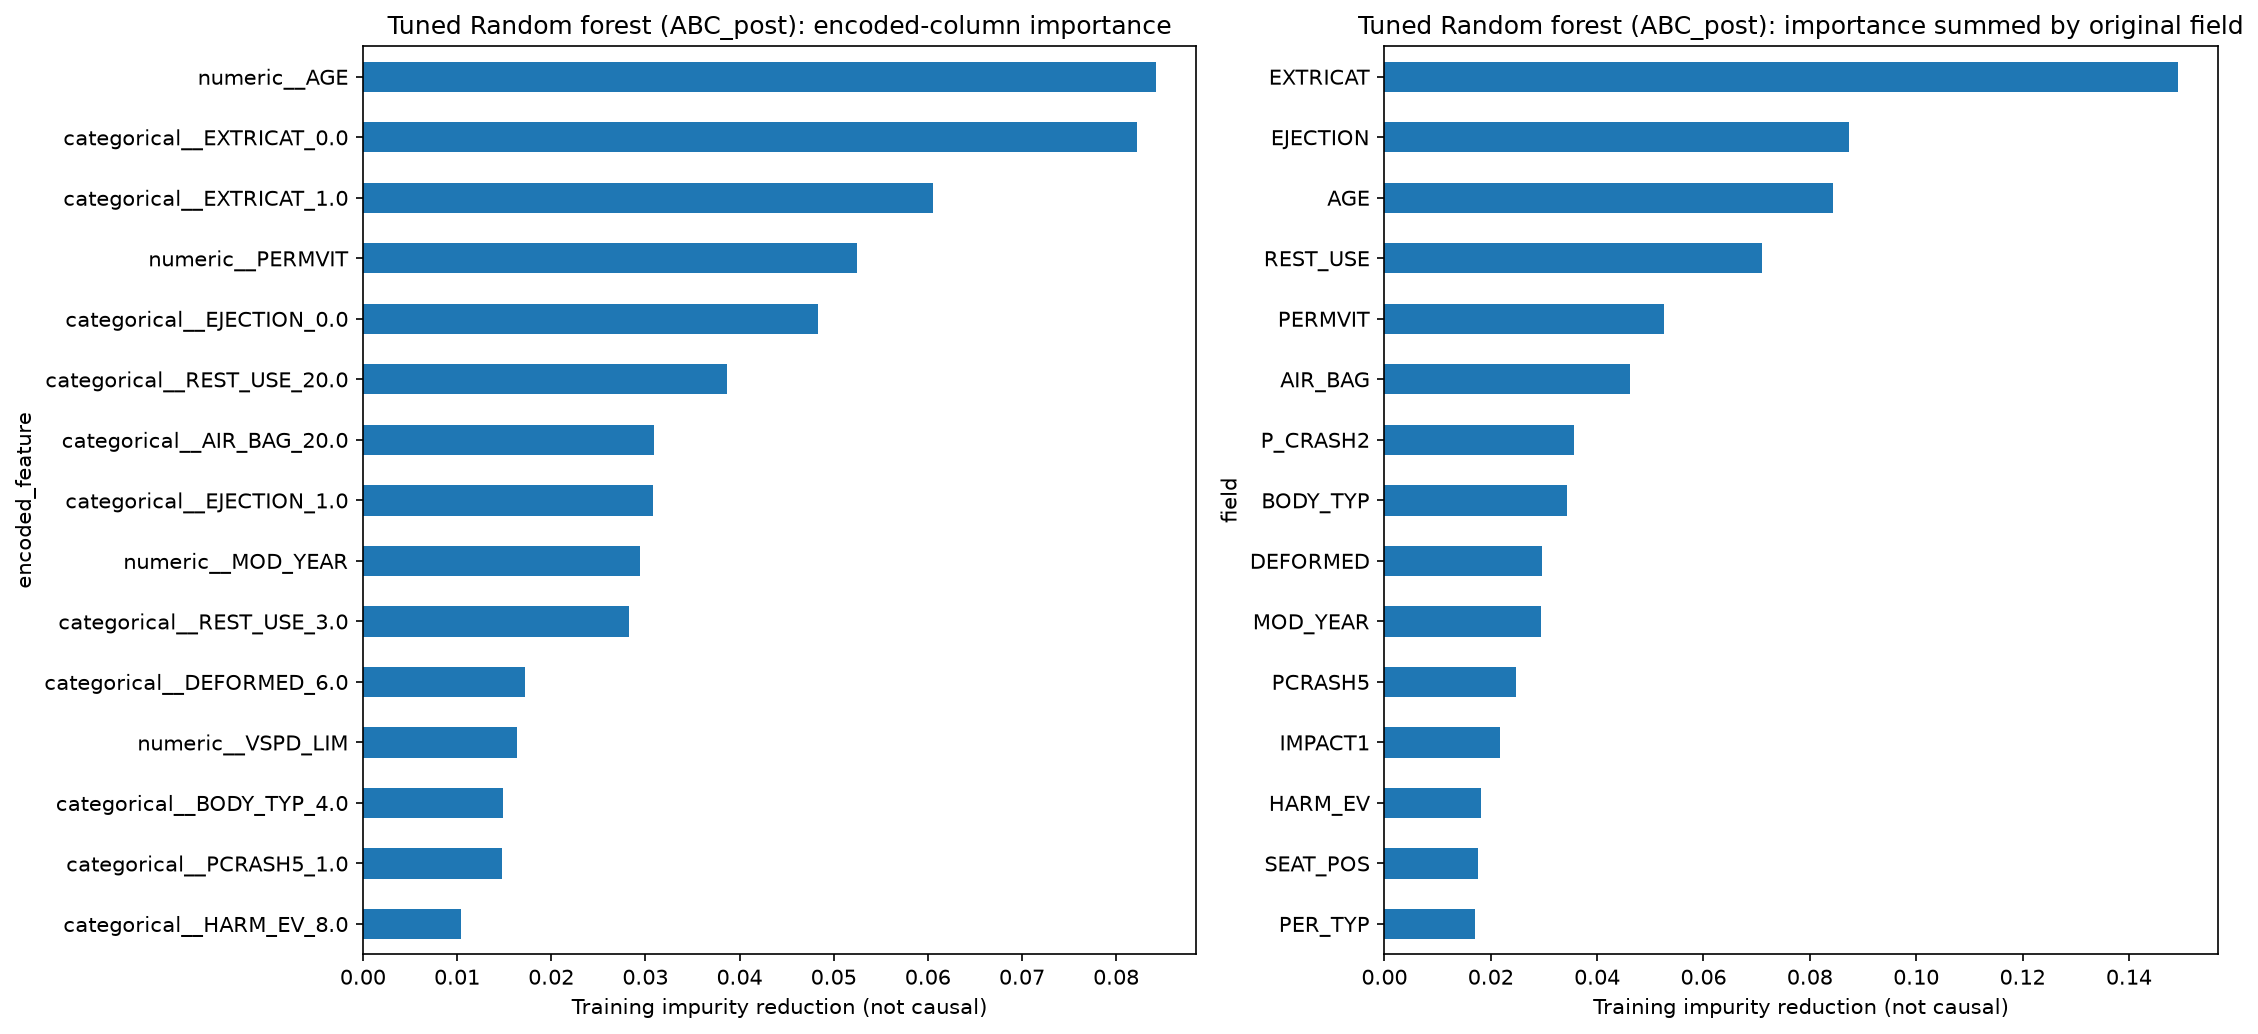 Tuned Random forest (ABC_post): encoded-column importance
encoded_feature
numeric__AGE
categorical__EXTRICAT_0.0
categorical__EXTRICAT_1.0
numeric__PERMVIT
categorical__EJECTION_0.0
categorical__REST_USE_20.0
categorical__AIR_BAG_20.0
categorical__EJECTION_1.0
numeric__MOD_YEAR
categorical__REST_USE_3.0
categorical__DEFORMED_6.0
numeric__VSPD_LIM
categorical__BODY_TYP_4.0
categorical__PCRASH5_1.0
categorical__HARM_EV_8.0
0.00 0.01 0.02 0.03 0.04 0.05 0.06 0.07 0.08
Training impurity reduction (not causal)
Tuned Random forest (ABC_post): importance summed by original field
field
EXTRICAT
EJECTION
AGE
REST_USE
PERMVIT
AIR_BAG
P_CRASH2
BODY_TYP
DEFORMED
MOD_YEAR
PCRASH5
IMPACT1
HARM_EV
SEAT_POS
PER_TYP
0.00 0.02 0.04 0.06 0.08 0.10 0.12 0.14
Training impurity reduction (not causal)